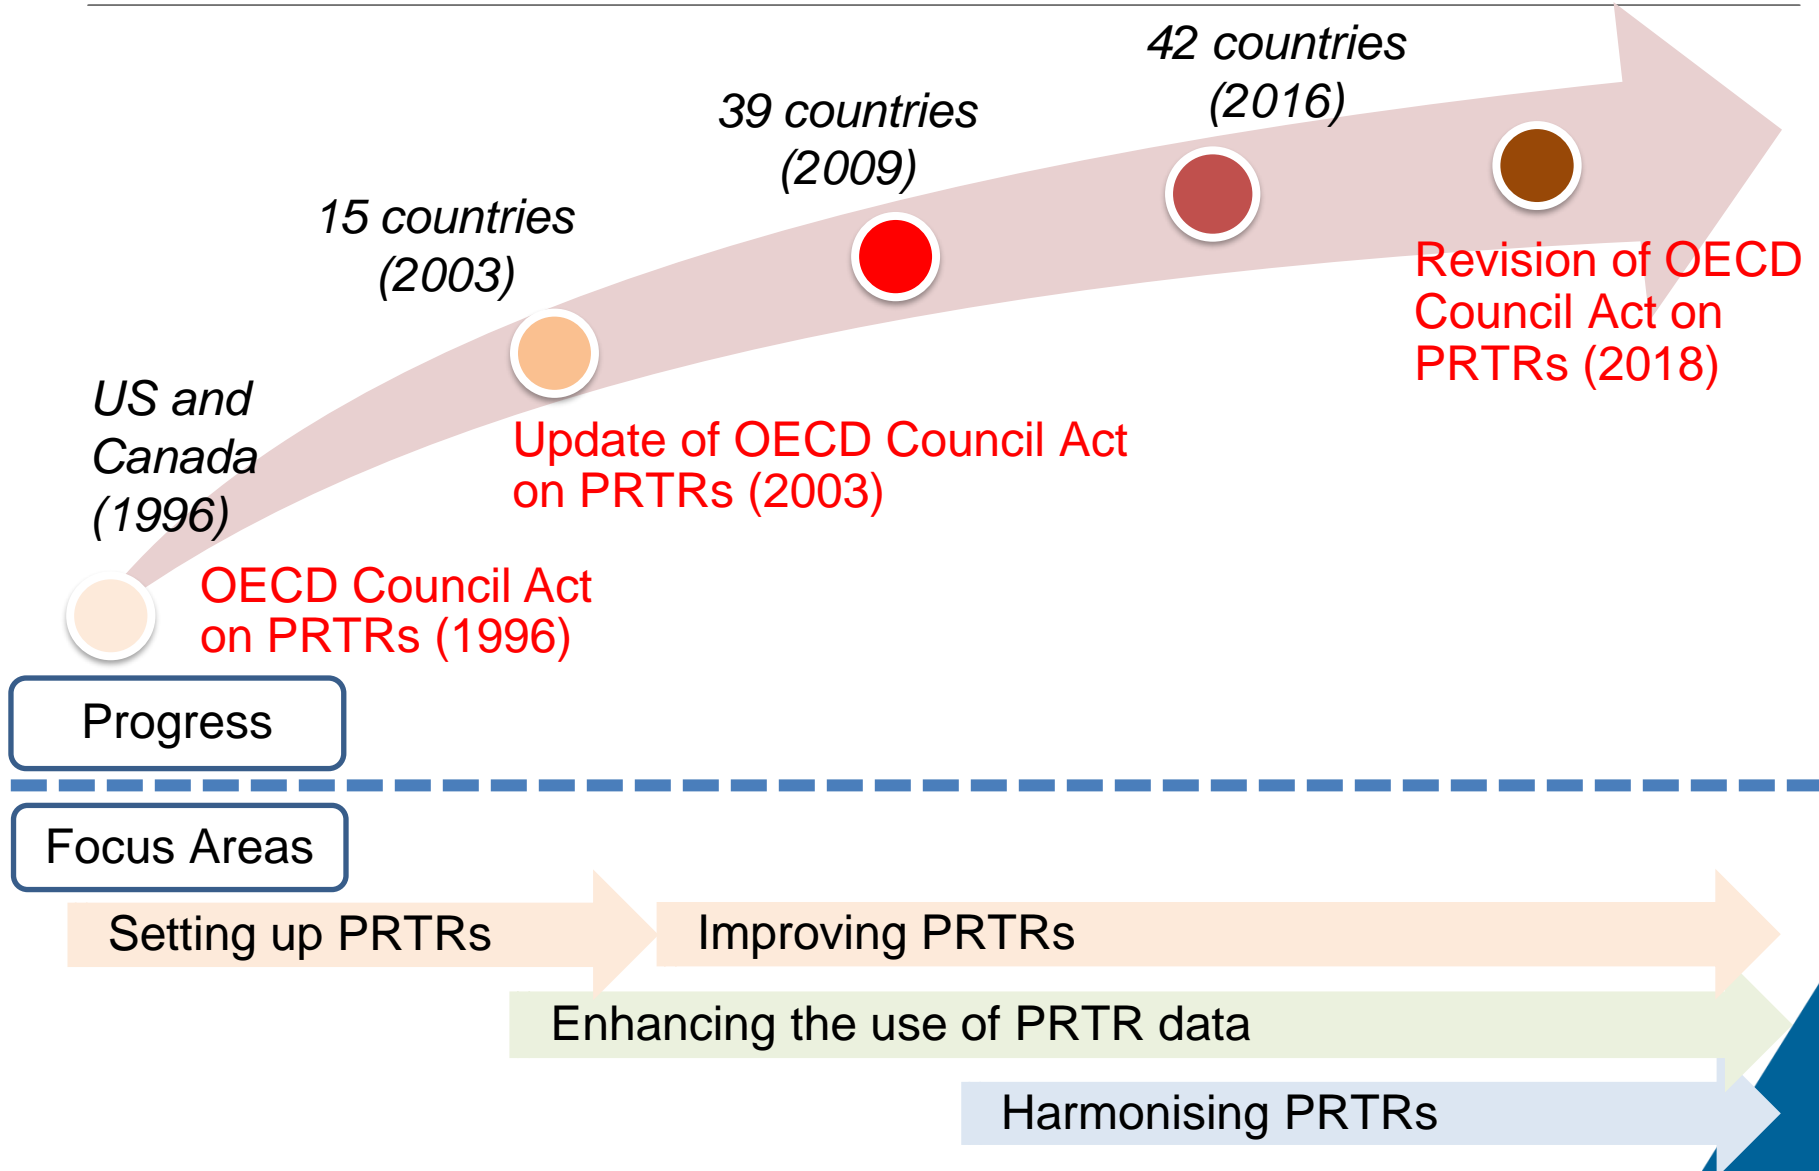 42 countries
(2016)
39 countries
(2009)
15 countries
(2003)
US and
Canada
(1996)
Revision of OECD
Council Act on
PRTRs (2018)
Update of OECD Council Act
on PRTRs (2003)
OECD Council Act
on PRTRs (1996)
Progress
Focus Areas
Setting up PRTRs
Improving PRTRs
Enhancing the use of PRTR data
Harmonising PRTRs